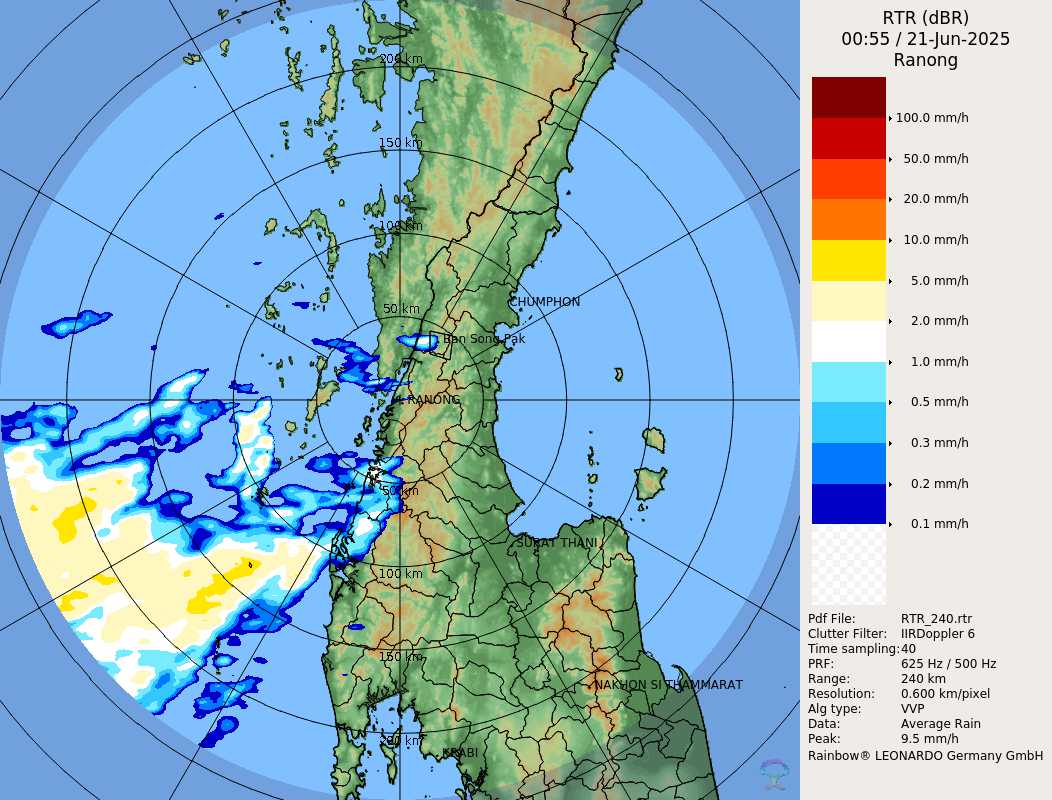 RTR (dBR)
00:55 / 21-Jun-2025
Ranong
100.0 mm/h
50.0 mm/h
20.0 mm/h
10.0 mm/h
5.0 mm/h
2.0 mm/h
1.0 mm/h
0.5 mm/h
0.3 mm/h
0.2 mm/h
0.1 mm/h
Pdf File: RTR_240.rtr
Clutter Filter: IIRDoppler 6
Time sampling:40
PRF: 625 Hz / 500 Hz
Range: 240 km
Resolution: 0.600 km/pixel
Alg type: VVP
Data: Average Rain
Peak: 9.5 mm/h
Rainbow® LEONARDO Germany GmbH
200 km
150 km
100 km
50 km
CHUMPHON
Ban Song Pak
RANONG
50 km
SURAT THANI
100 km
150 km
NAKHON SI THAMMARAT
200 km
KRABI